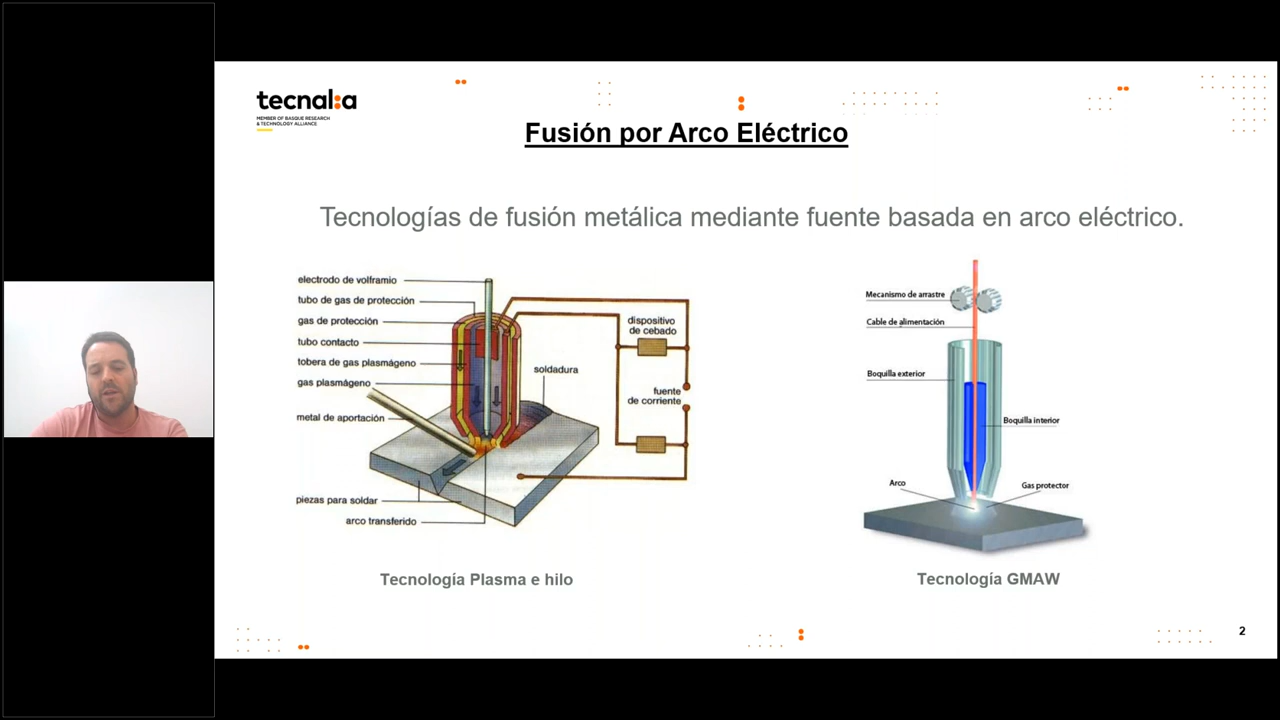 tecnal:a
MEMBER OF BASQUE RESEARCH
& TECHNOLOGY ALLIANCE
Fusión por Arco Eléctrico
Tecnologías de fusión metálica mediante fuente basada en arco eléctrico.
electrodo de volframio
tubo de gas de protección
gas de protección
tubo contacto
tobera de gas plasmágeno
gas plasmágeno
metal de aportación
piezas para soldar
arco transferido
soldadura
dispositivo
de cebado
fuente
de corriente
Tecnología Plasma e hilo
Mecanismo de arrastre
Cable de alimentación
Boquilla exterior
Boquilla interior
Arco
Gas protector
Tecnología GMAW
2